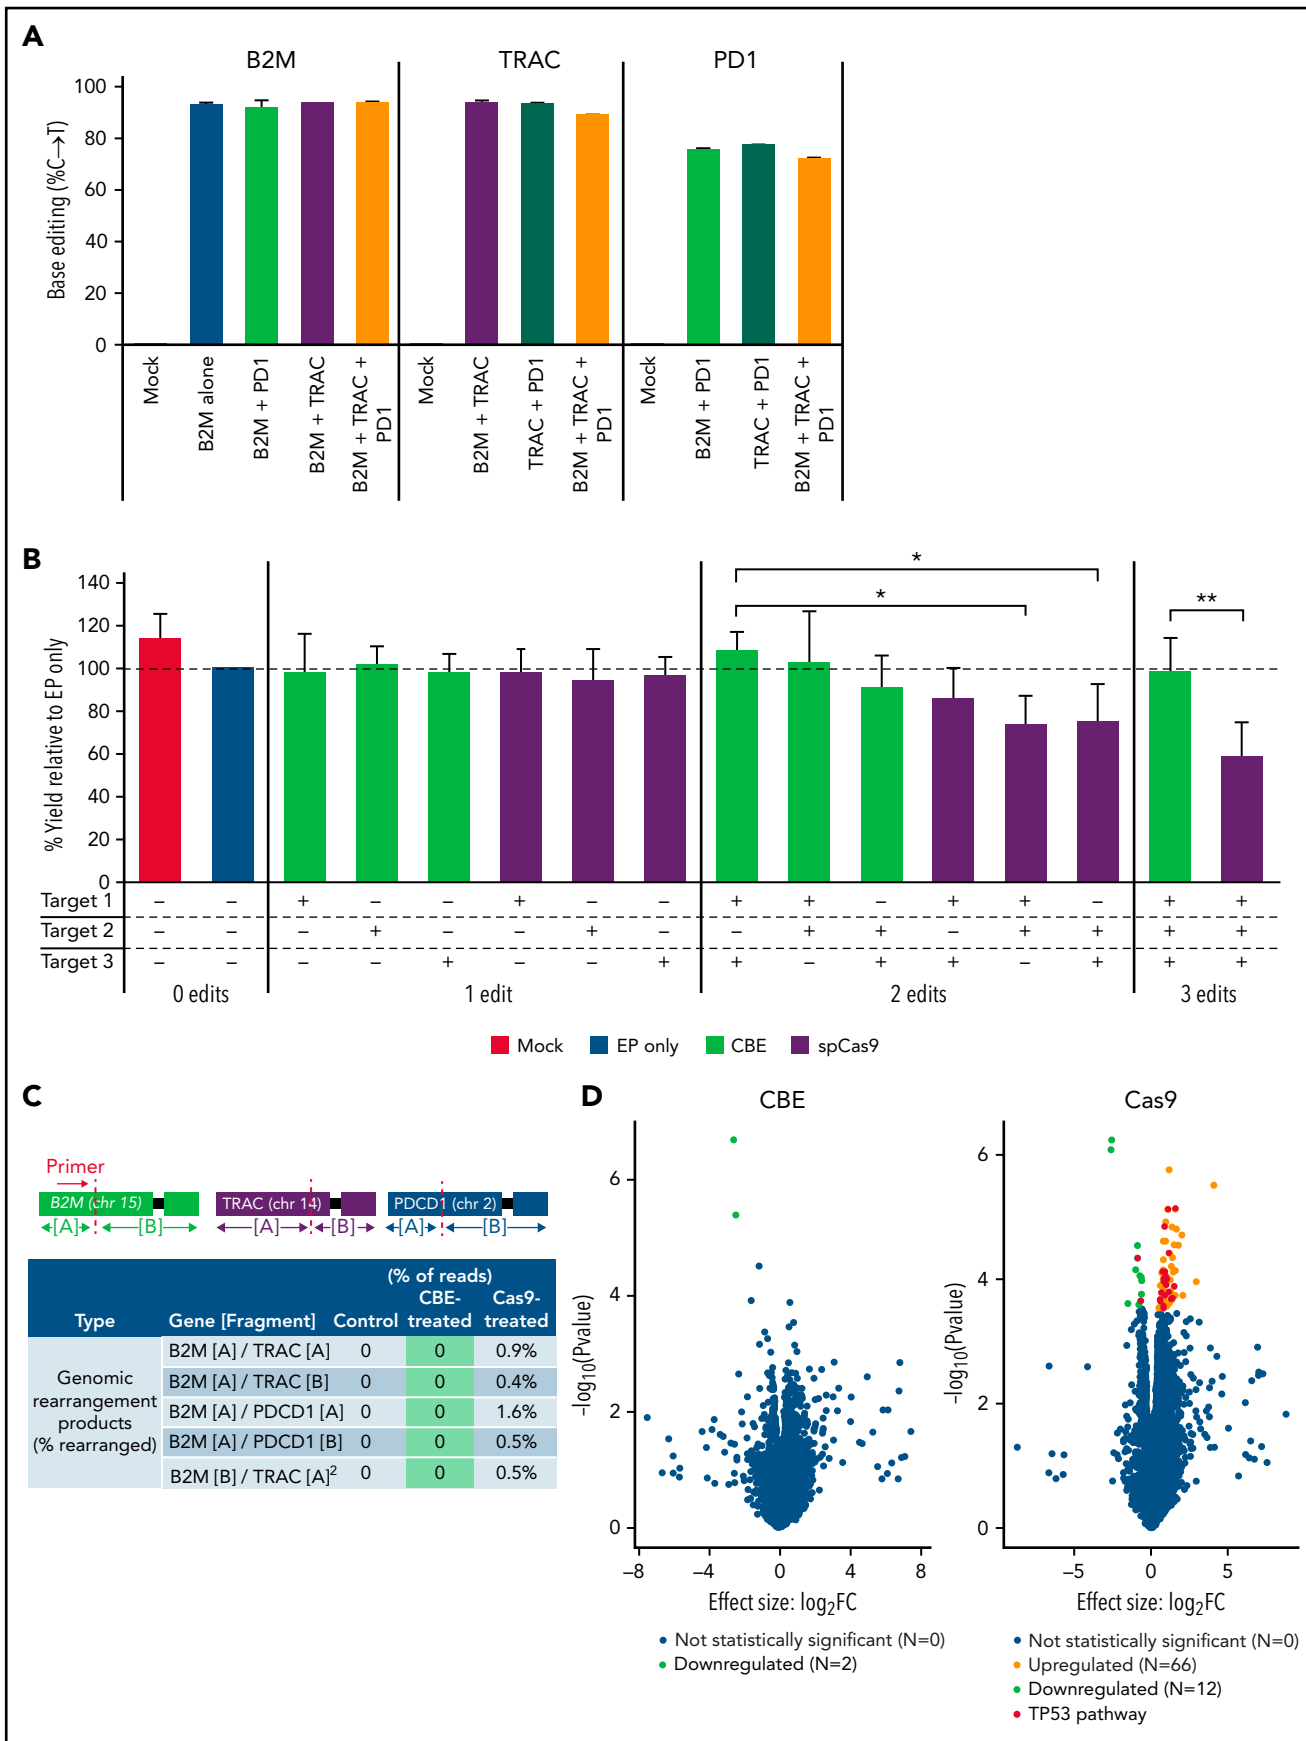 A
B2M
TRAC
PD1
Base editing (%C→T)
100
80
60
40
20
0
Mock
B2M alone
B2M + PD1
B2M + TRAC
B2M + TRAC +
PD1
Mock
B2M + TRAC
TRAC + PD1
B2M + TRAC +
PD1
Mock
B2M + PD1
TRAC + PD1
B2M + TRAC +
PD1
B
% Yield relative to EP only
140
120
100
80
60
40
20
0
*
*
**
Target 1 – – + – – + – – + + – + + – + +
Target 2 – – – + – – + – – + + – + + + +
Target 3 – – – – + – – + + – + + – + + +
0 edits 1 edit 2 edits 3 edits
Mock EP only CBE spCas9
C
Primer
B2M (chr 15) TRAC (chr 14) PDCD1 (chr 2)
[A] [B] [A] [B] [A] [B]
(% of reads)
CBE- Cas9-
Type Gene [Fragment] Control treated treated
Genomic
rearrangement
products
(% rearranged)
B2M [A] / TRAC [A] 0 0 0.9%
B2M [A] / TRAC [B] 0 0 0.4%
B2M [A] / PDCD1 [A] 0 0 1.6%
B2M [A] / PDCD1 [B] 0 0 0.5%
B2M [B] / TRAC [A]2 0 0 0.5%
D
CBE
–log10(Pvalue)
6
4
2
0
–8 –4 0 4 8
Effect size: log2FC
Not statistically significant (N=0)
Downregulated (N=2)
Cas9
–log10(Pvalue)
6
4
2
0
–5 0 5
Effect size: log2FC
Not statistically significant (N=0)
Upregulated (N=66)
Downregulated (N=12)
TP53 pathway